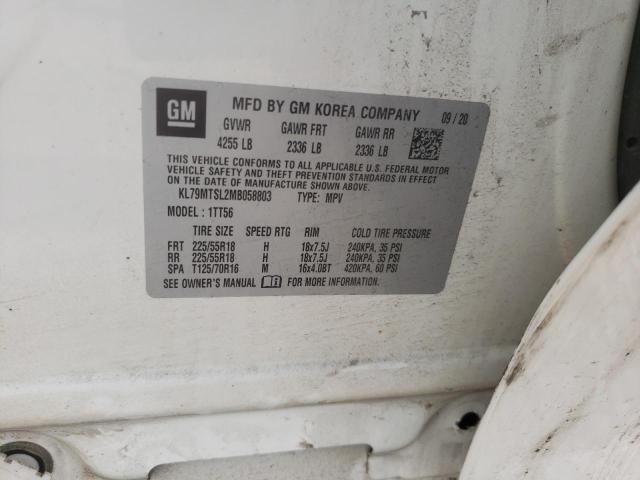 GM
MFD BY GM KOREA COMPANY 09/20
GVWR GAWR FRT GAWR RR
4255 LB 2336 LB 2336 LB
THIS VEHICLE CONFORMS TO ALL APPLICABLE U.S. FEDERAL MOTOR
VEHICLE SAFETY AND THEFT PREVENTION STANDARDS IN EFFECT
ON THE DATE OF MANUFACTURE SHOWN ABOVE.
KL79MTSL2MB058803 TYPE: MPV
MODEL : 1TT56
TIRE SIZE SPEED RTG RIM COLD TIRE PRESSURE
FRT 225/55R18 H 18x7.5J 240KPA, 35 PSI
RR 225/55R18 H 18x7.5J 240KPA, 35 PSI
SPA T125/70R16 M 16x4.0BT 420KPA, 60 PSI
SEE OWNER'S MANUAL FOR MORE INFORMATION.